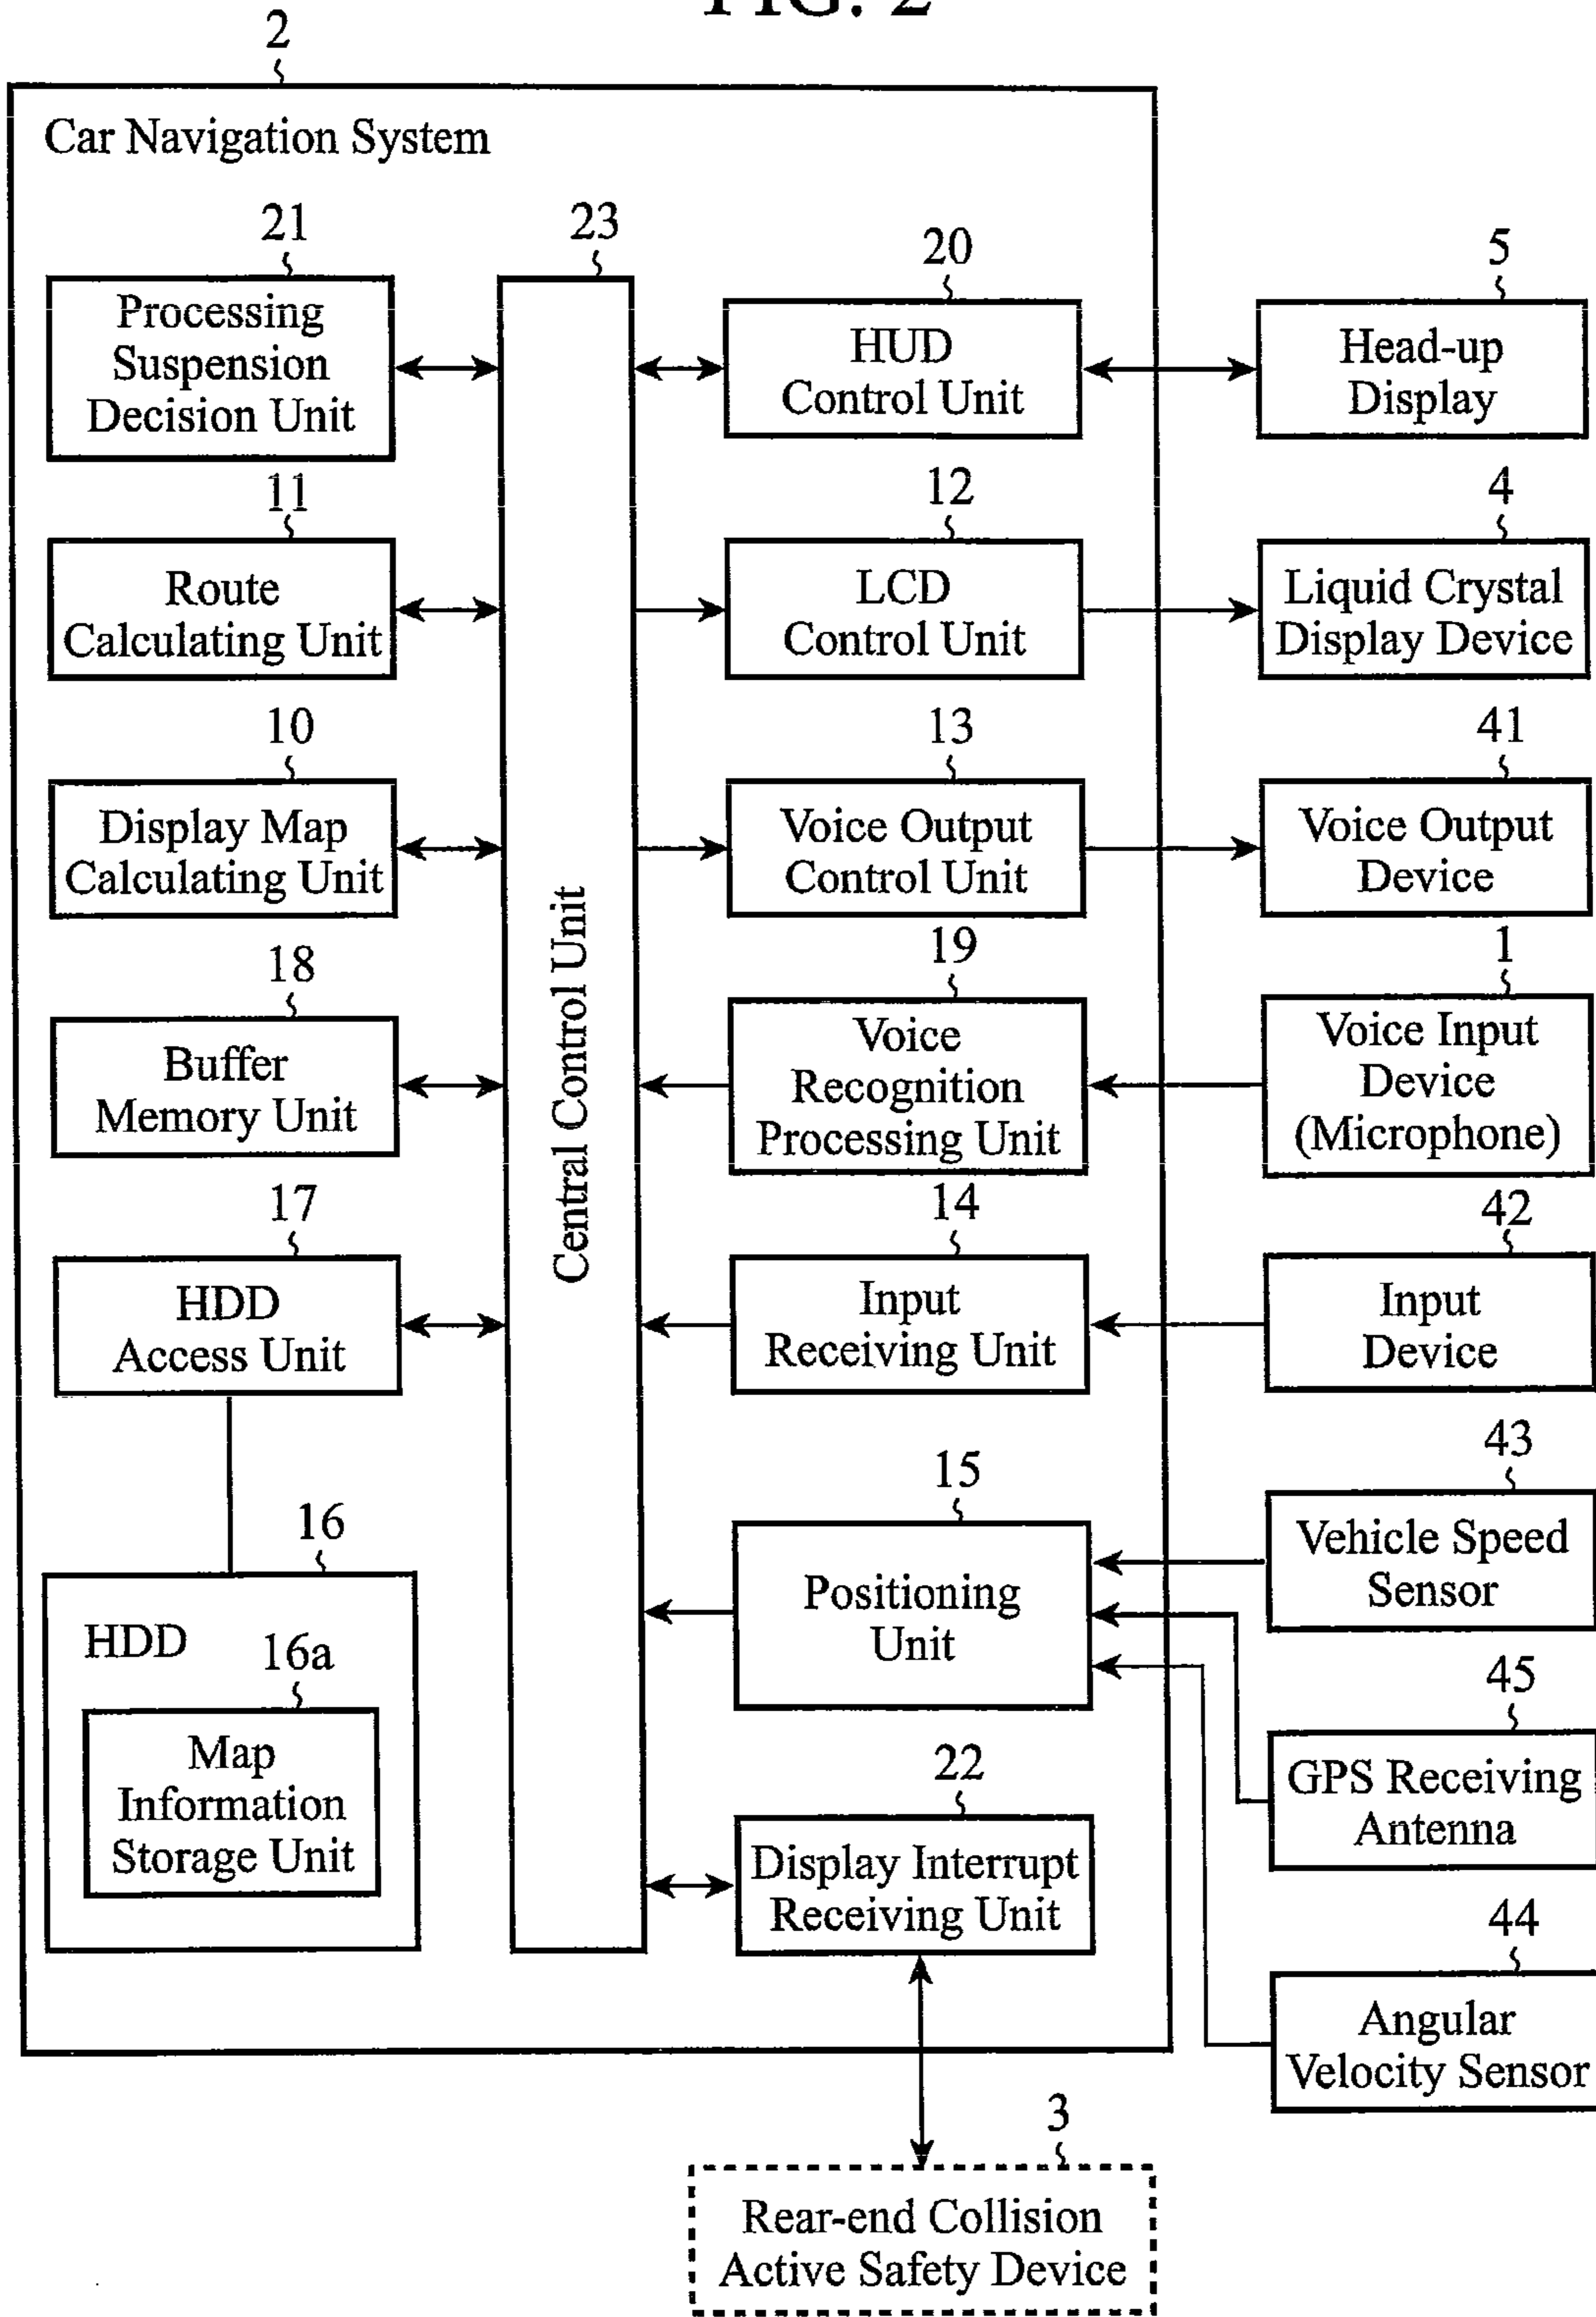 FIG. 2
2
Car Navigation System
21
Processing
Suspension
Decision Unit
11
Route
Calculating Unit
10
Display Map
Calculating Unit
18
Buffer
Memory Unit
17
HDD
Access Unit
16
HDD
16a
Map
Information
Storage Unit
23
Central Control Unit
20
HUD
Control Unit
12
LCD
Control Unit
13
Voice Output
Control Unit
19
Voice
Recognition
Processing Unit
14
Input
Receiving Unit
15
Positioning
Unit
22
Display Interrupt
Receiving Unit
5
Head-up
Display
4
Liquid Crystal
Display Device
41
Voice Output
Device
1
Voice Input
Device
(Microphone)
42
Input
Device
43
Vehicle Speed
Sensor
45
GPS Receiving
Antenna
44
Angular
Velocity Sensor
3
Rear-end Collision
Active Safety Device